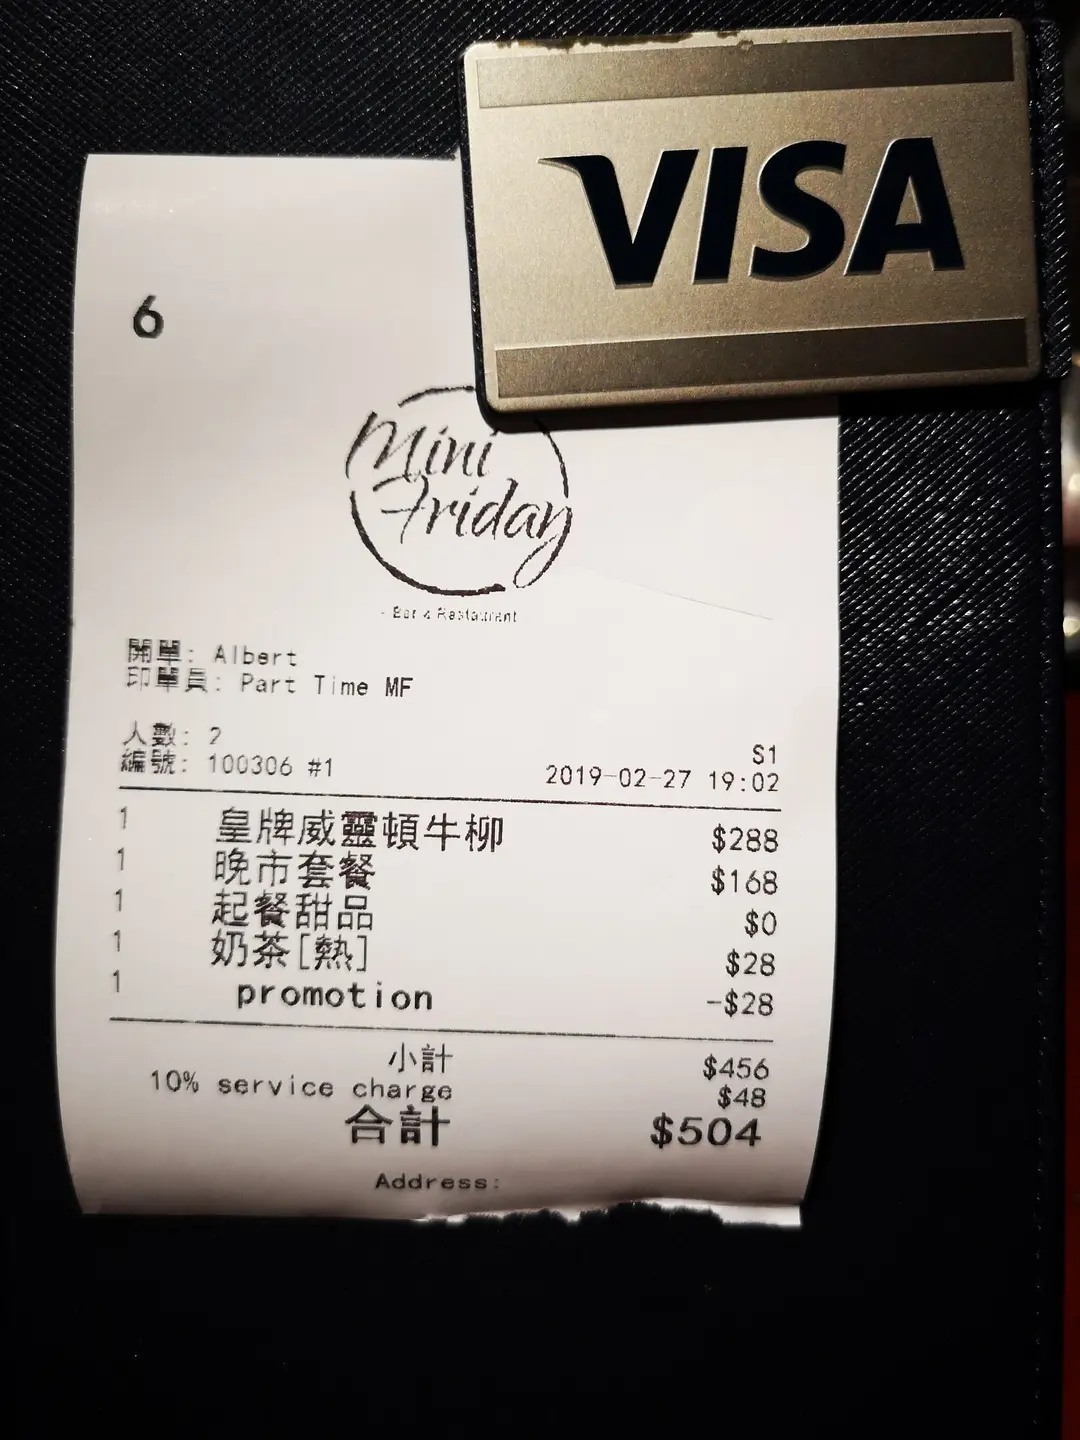 VISA
6
Mini
Friday
- Bar & Restaurant
開單: Albert
印單員: Part Time MF
人數: 2
S1
編號: 100306 #1 2019-02-27 19:02
1 皇牌威靈頓牛柳 $288
1 晚市套餐 $168
1 起餐甜品 $0
1 奶茶[熱] $28
1 promotion -$28
小計 $456
10% service charge $48
合計 $504
Address: